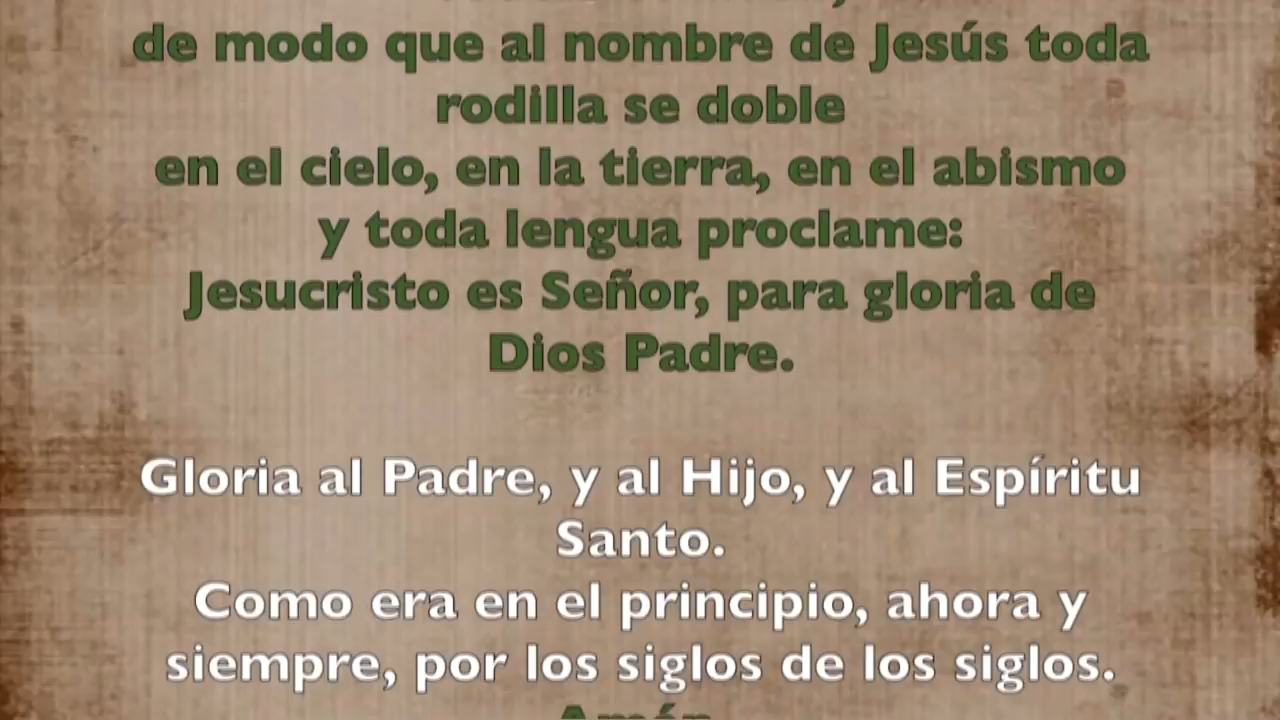 de modo que al nombre de Jesús toda
rodilla se doble
en el cielo, en la tierra, en el abismo
y toda lengua proclame:
Jesucristo es Señor, para gloria de
Dios Padre.
Gloria al Padre, y al Hijo, y al Espíritu
Santo.
Como era en el principio, ahora y
siempre, por los siglos de los siglos.
Amén